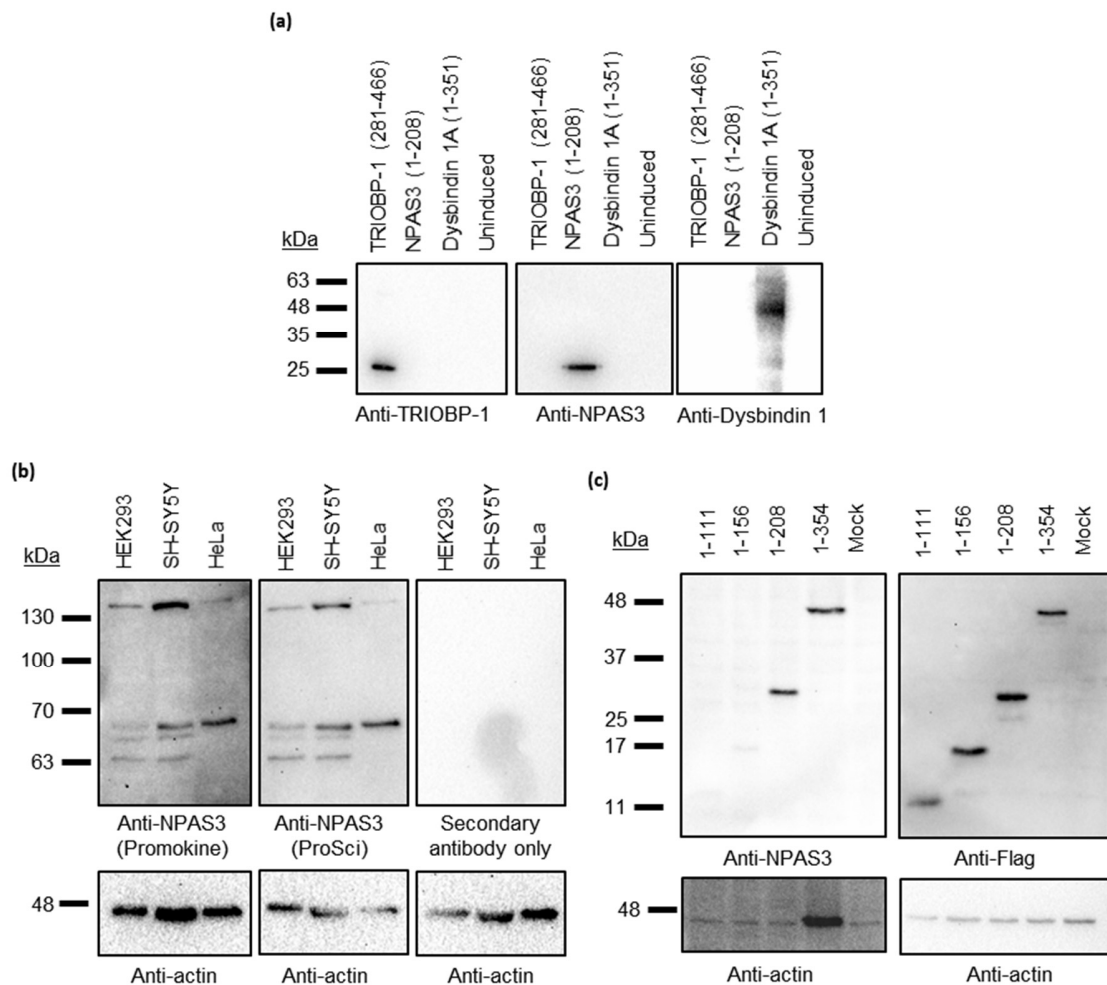 (a)
TRIOBP-1 (281-466)
NPAS3 (1-208)
Dysbindin 1A (1-351)
Uninduced
TRIOBP-1 (281-466)
NPAS3 (1-208)
Dysbindin 1A (1-351)
Uninduced
TRIOBP-1 (281-466)
NPAS3 (1-208)
Dysbindin 1A (1-351)
Uninduced
kDa
63
48
35
25
Anti-TRIOBP-1
Anti-NPAS3
Anti-Dysbindin 1
(b)
HEK293
SH-SY5Y
HeLa
HEK293
SH-SY5Y
HeLa
HEK293
SH-SY5Y
HeLa
kDa
130
100
70
63
Anti-NPAS3
(Promokine)
Anti-NPAS3
(ProSci)
Secondary
antibody only
48
Anti-actin
Anti-actin
Anti-actin
(c)
1-111
1-156
1-208
1-354
Mock
1-111
1-156
1-208
1-354
Mock
kDa
48
37
25
17
11
Anti-NPAS3
Anti-Flag
48
Anti-actin
Anti-actin